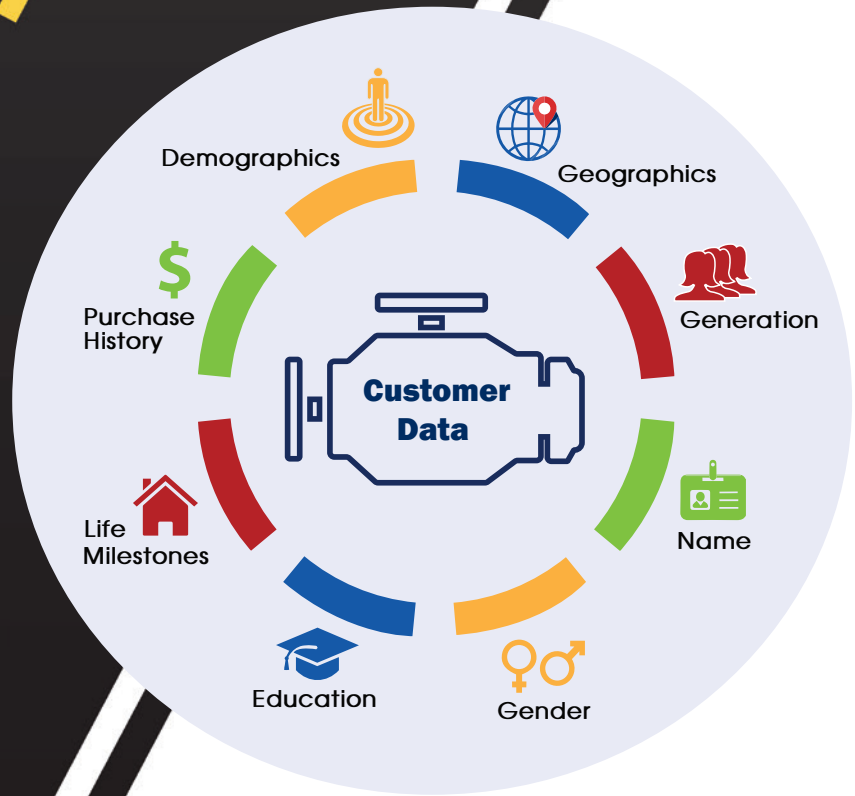 Demographics
Geographics
Purchase
History
Generation
Customer
Data
Life
Milestones
Name
Education
Gender